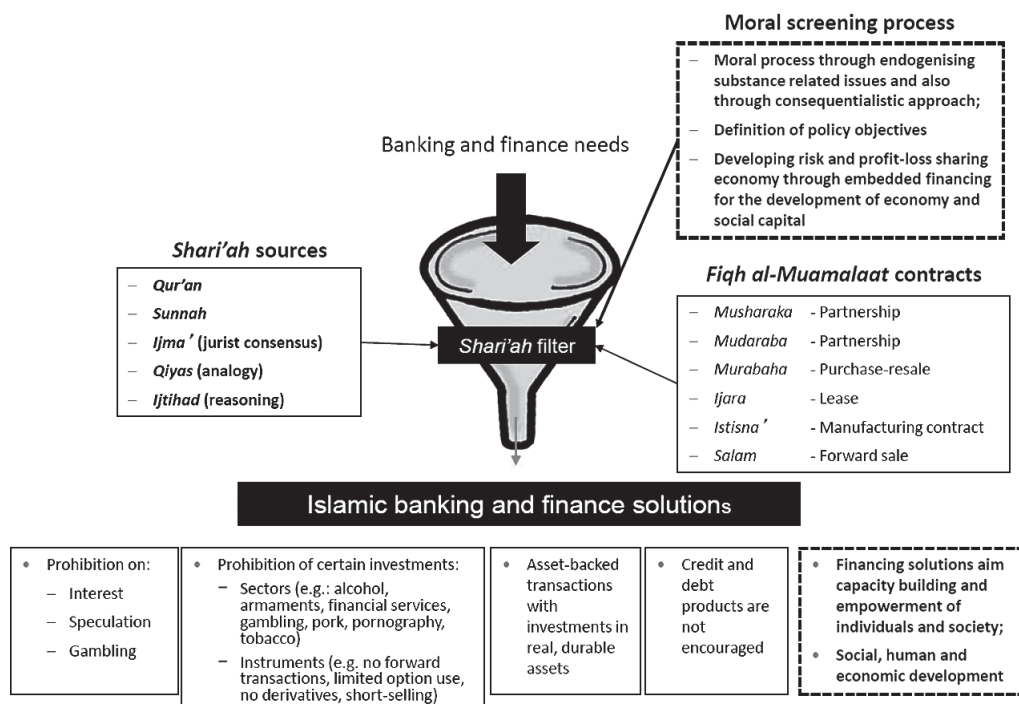 Moral screening process
– Moral process through endogenising
substance related issues and also
through consequentialistic approach;
– Definition of policy objectives
– Developing risk and profit-loss sharing
economy through embedded financing
for the development of economy and
social capital
Banking and finance needs
Shari’ah sources
– Qur’an
– Sunnah
– Ijma’ (jurist consensus)
– Qiyas (analogy)
– Ijtihad (reasoning)
Shari’ah filter
Fiqh al-Muamalaat contracts
– Musharaka - Partnership
– Mudaraba - Partnership
– Murabaha - Purchase-resale
– Ijara - Lease
– Istisna’ - Manufacturing contract
– Salam - Forward sale
Islamic banking and finance solutions
• Prohibition on:
– Interest
– Speculation
– Gambling
• Prohibition of certain investments:
– Sectors (e.g.: alcohol,
armaments, financial services,
gambling, pork, pornography,
tobacco)
– Instruments (e.g. no forward
transactions, limited option use,
no derivatives, short-selling)
• Asset-backed
transactions
with
investments in
real, durable
assets
• Credit and
debt
products are
not
encouraged
• Financing solutions aim
capacity building and
empowerment of
individuals and society;
• Social, human and
economic development